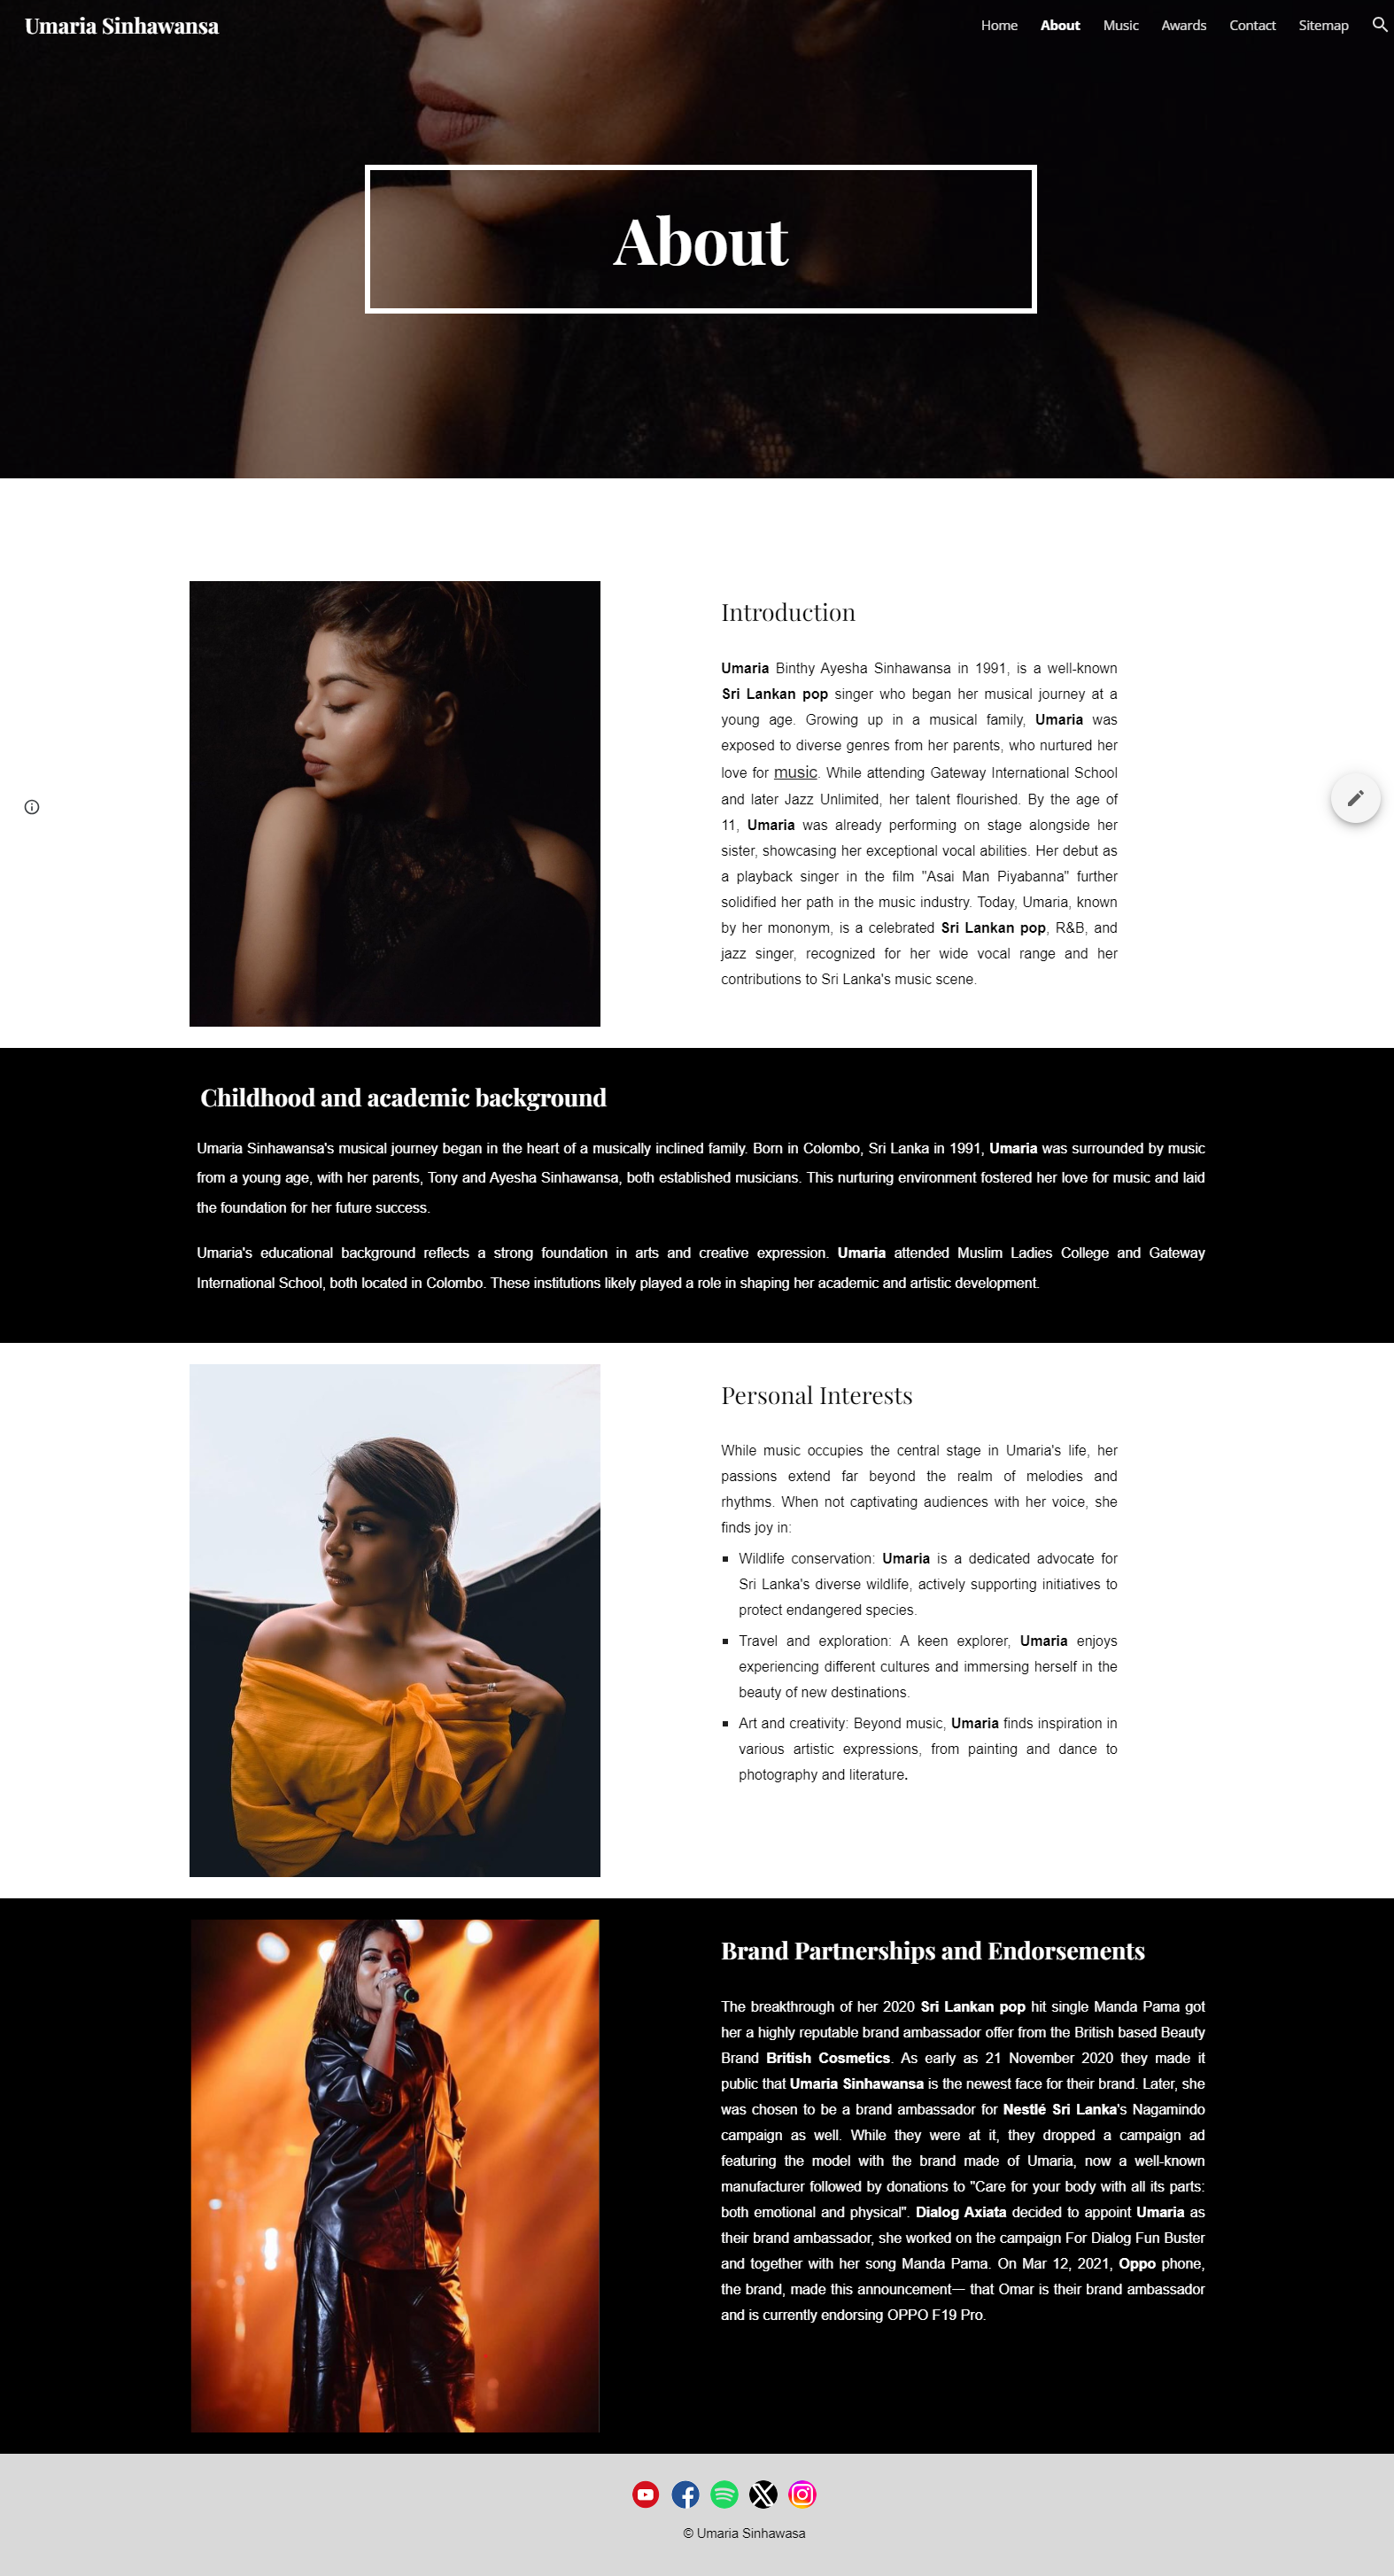 Umaria Sinhawansa
Home About Music Awards Contact Sitemap
About
Introduction
Umaria Binthy Ayesha Sinhawansa in 1991, is a well-known
Sri Lankan pop singer who began her musical journey at a
young age. Growing up in a musical family, Umaria was
exposed to diverse genres from her parents, who nurtured her
love for music. While attending Gateway International School
and later Jazz Unlimited, her talent flourished. By the age of
11, Umaria was already performing on stage alongside her
sister, showcasing her exceptional vocal abilities. Her debut as
a playback singer in the film "Asai Man Piyabanna" further
solidified her path in the music industry. Today, Umaria, known
by her mononym, is a celebrated Sri Lankan pop, R&B, and
jazz singer, recognized for her wide vocal range and her
contributions to Sri Lanka's music scene.
Childhood and academic background
Umaria Sinhawansa's musical journey began in the heart of a musically inclined family. Born in Colombo, Sri Lanka in 1991, Umaria was surrounded by music
from a young age, with her parents, Tony and Ayesha Sinhawansa, both established musicians. This nurturing environment fostered her love for music and laid
the foundation for her future success.
Umaria's educational background reflects a strong foundation in arts and creative expression. Umaria attended Muslim Ladies College and Gateway
International School, both located in Colombo. These institutions likely played a role in shaping her academic and artistic development.
Personal Interests
While music occupies the central stage in Umaria's life, her
passions extend far beyond the realm of melodies and
rhythms. When not captivating audiences with her voice, she
finds joy in:
▪ Wildlife conservation: Umaria is a dedicated advocate for
Sri Lanka's diverse wildlife, actively supporting initiatives to
protect endangered species.
▪ Travel and exploration: A keen explorer, Umaria enjoys
experiencing different cultures and immersing herself in the
beauty of new destinations.
▪ Art and creativity: Beyond music, Umaria finds inspiration in
various artistic expressions, from painting and dance to
photography and literature.
Brand Partnerships and Endorsements
The breakthrough of her 2020 Sri Lankan pop hit single Manda Pama got
her a highly reputable brand ambassador offer from the British based Beauty
Brand British Cosmetics. As early as 21 November 2020 they made it
public that Umaria Sinhawansa is the newest face for their brand. Later, she
was chosen to be a brand ambassador for Nestlé Sri Lanka's Nagamindo
campaign as well. While they were at it, they dropped a campaign ad
featuring the model with the brand made of Umaria, now a well-known
manufacturer followed by donations to "Care for your body with all its parts:
both emotional and physical". Dialog Axiata decided to appoint Umaria as
their brand ambassador, she worked on the campaign For Dialog Fun Buster
and together with her song Manda Pama. On Mar 12, 2021, Oppo phone,
the brand, made this announcement— that Omar is their brand ambassador
and is currently endorsing OPPO F19 Pro.
© Umaria Sinhawasa